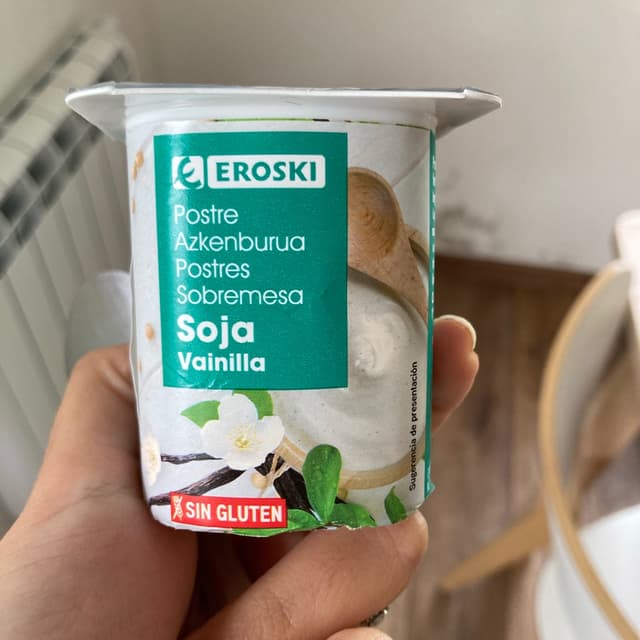 EROSKI
Postre
Azkenburua
Postres
Sobremesa
Soja
Vainilla
Sugerencia de presentación
SIN GLUTEN